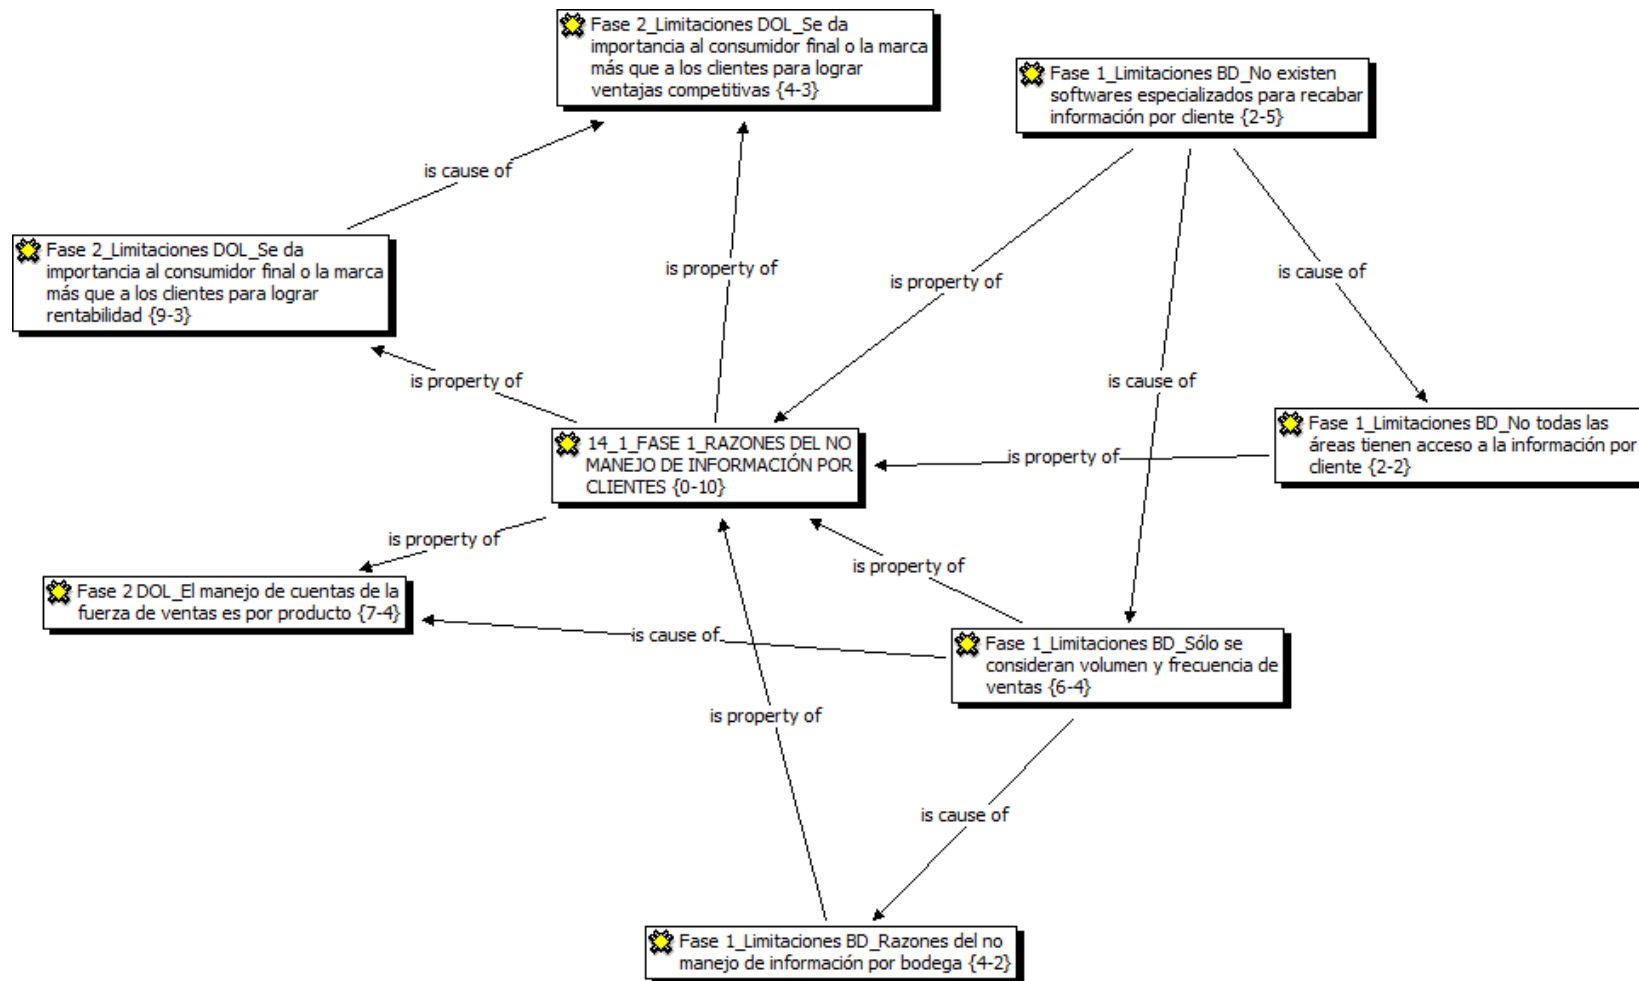 Fase 2_Limitaciones DOL_Se da
importancia al consumidor final o la marca
más que a los clientes para lograr
ventajas competitivas {4-3}
Fase 1_Limitaciones BD_No existen
softwares especializados para recabar
información por cliente {2-5}
is cause of
Fase 2_Limitaciones DOL_Se da
importancia al consumidor final o la marca
más que a los clientes para lograr
rentabilidad {9-3}
is property of
is property of
is cause of
is property of
is cause of
14_1_FASE 1_RAZONES DEL NO
MANEJO DE INFORMACIÓN POR
CLIENTES {0-10}
is property of
Fase 1_Limitaciones BD_No todas las
áreas tienen acceso a la información por
cliente {2-2}
is property of
is property of
Fase 2 DOL_El manejo de cuentas de la
fuerza de ventas es por producto {7-4}
is cause of
Fase 1_Limitaciones BD_Sólo se
consideran volumen y frecuencia de
ventas {6-4}
is property of
is cause of
Fase 1_Limitaciones BD_Razones del no
manejo de información por bodega {4-2}